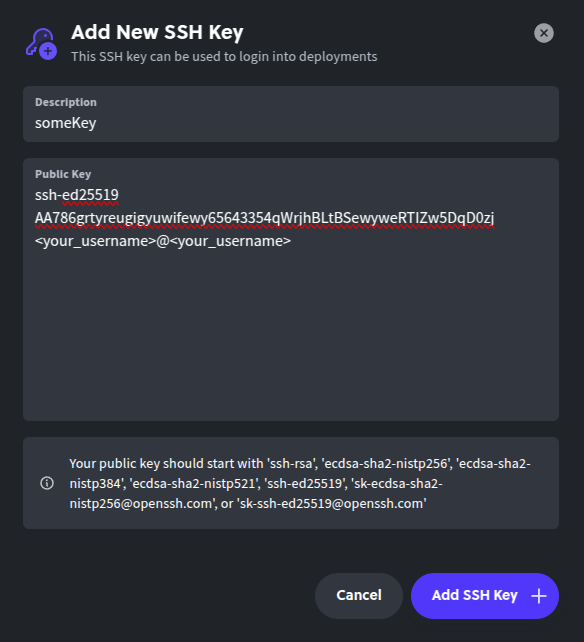 Add New SSH Key
This SSH key can be used to login into deployments
Description
someKey
Public Key
ssh-ed25519
AA786grtyreugigyuwifewy65643354qWrjhBLtBSewyweRTIZw5DqD0zj
<your_username>@<your_username>
Your public key should start with 'ssh-rsa', 'ecdsa-sha2-nistp256', 'ecdsa-sha2-
nistp384', 'ecdsa-sha2-nistp521', 'ssh-ed25519', 'sk-ecdsa-sha2-
nistp256@openssh.com', or 'sk-ssh-ed25519@openssh.com'
Cancel
Add SSH Key